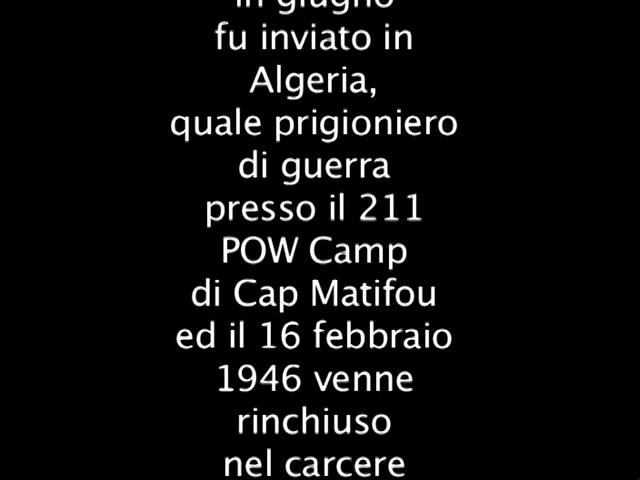 in giugno
fu inviato in
Algeria,
quale prigioniero
di guerra
presso il 211
POW Camp
di Cap Matifou
ed il 16 febbraio
1946 venne
rinchiuso
nel carcere